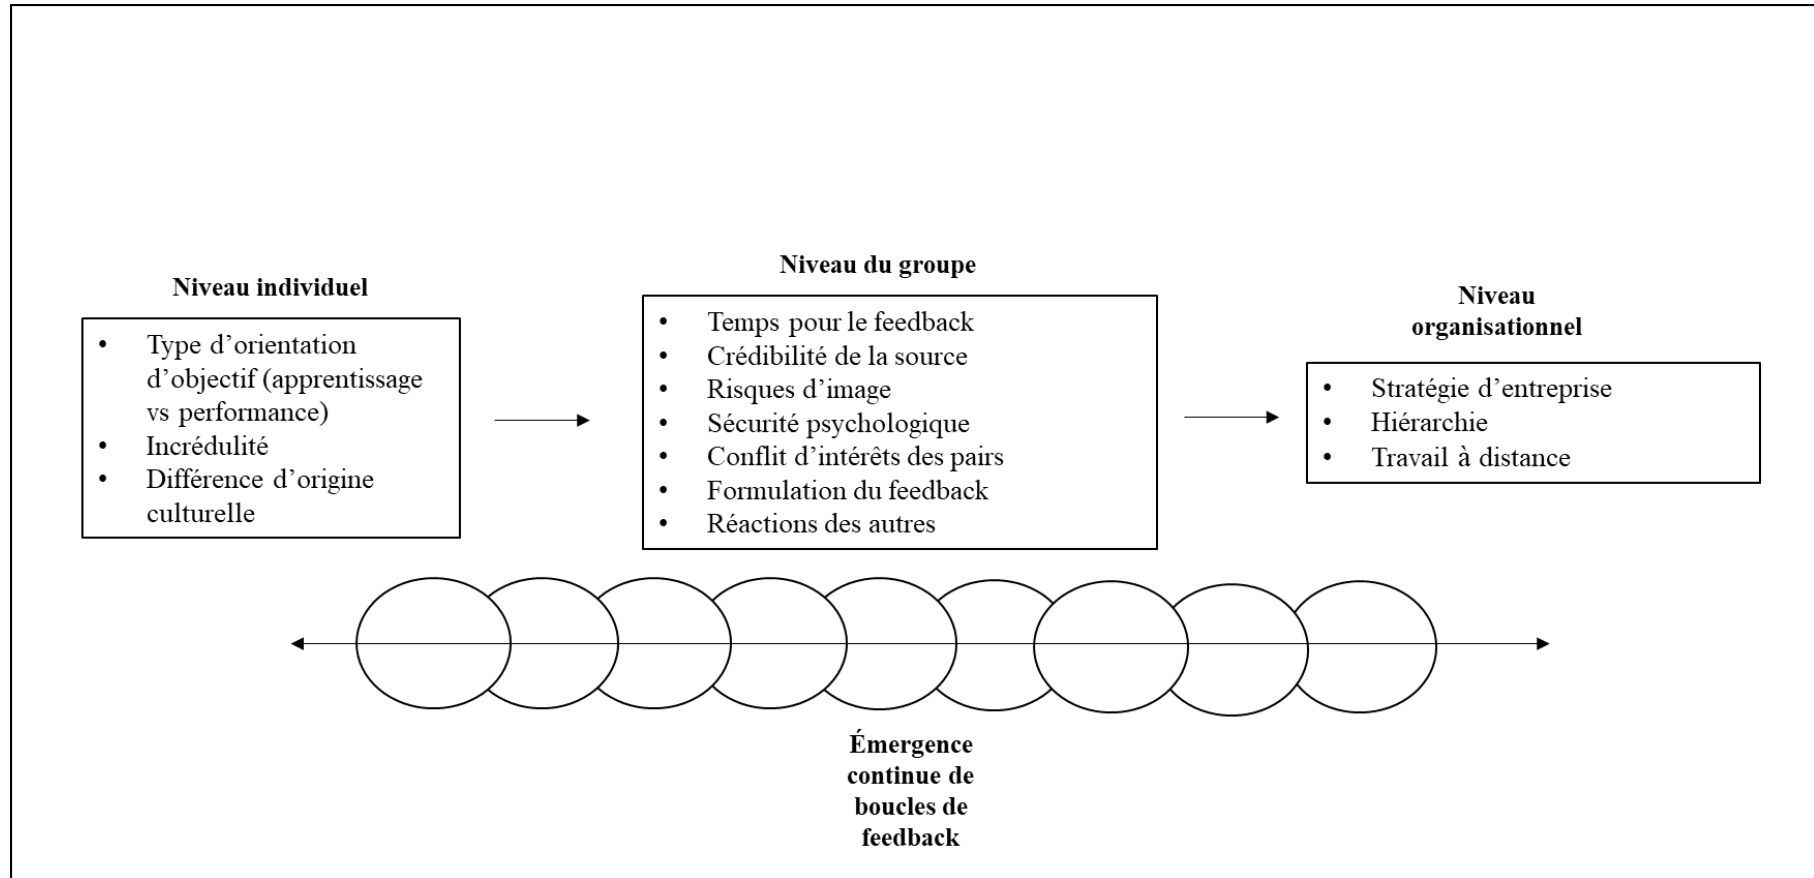 Niveau individuel
• Type d’orientation
d’objectif (apprentissage
vs performance)
• Incrédulité
• Différence d’origine
culturelle
Niveau du groupe
• Temps pour le feedback
• Crédibilité de la source
• Risques d’image
• Sécurité psychologique
• Conflit d’intérêts des pairs
• Formulation du feedback
• Réactions des autres
Niveau
organisationnel
• Stratégie d’entreprise
• Hiérarchie
• Travail à distance
Émergence
continue de
boucles de
feedback